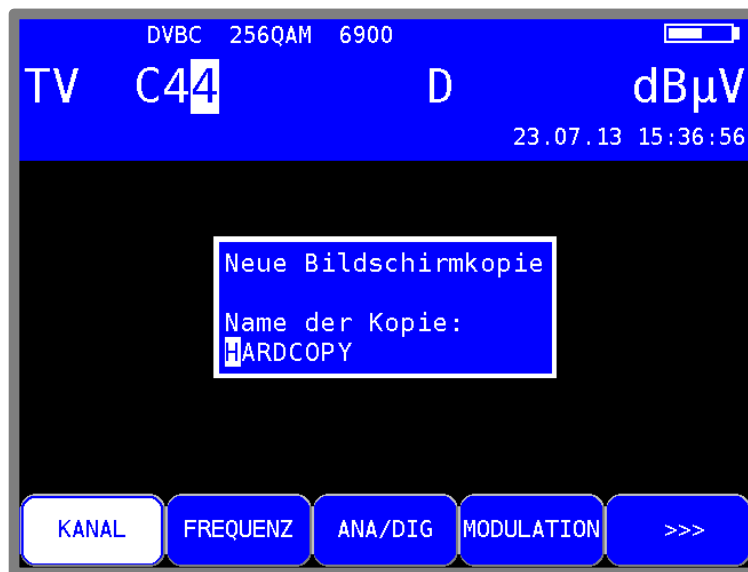 DVBC 256QAM 6900
TV C44 D dBµV
23.07.13 15:36:56
Neue Bildschirmkopie
Name der Kopie:
HARDCOPY
KANAL FREQUENZ ANA/DIG MODULATION >>>